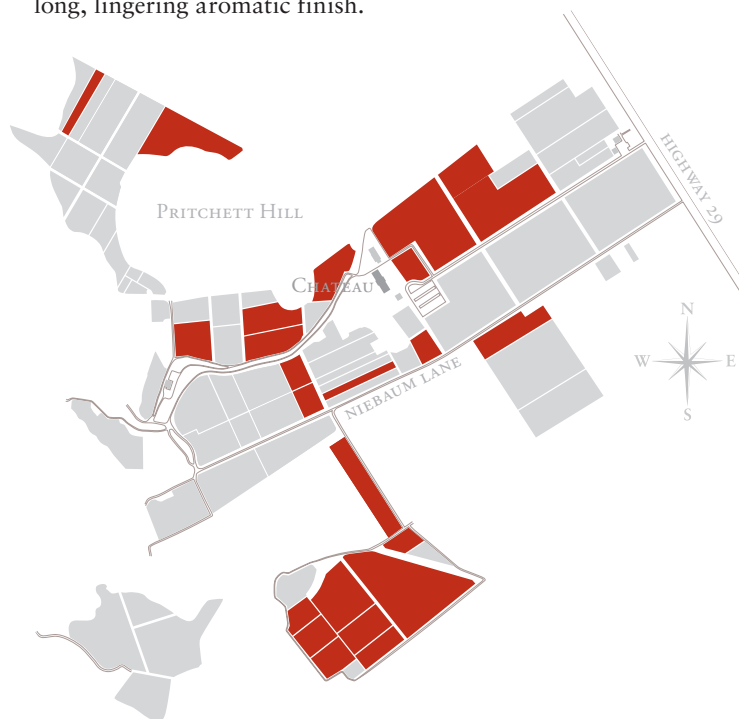 long, lingering aromatic finish.
HIGHWAY 29
PRITCHETT HILL
CHATEAU
N
W
E
S
NIEBAUM LANE